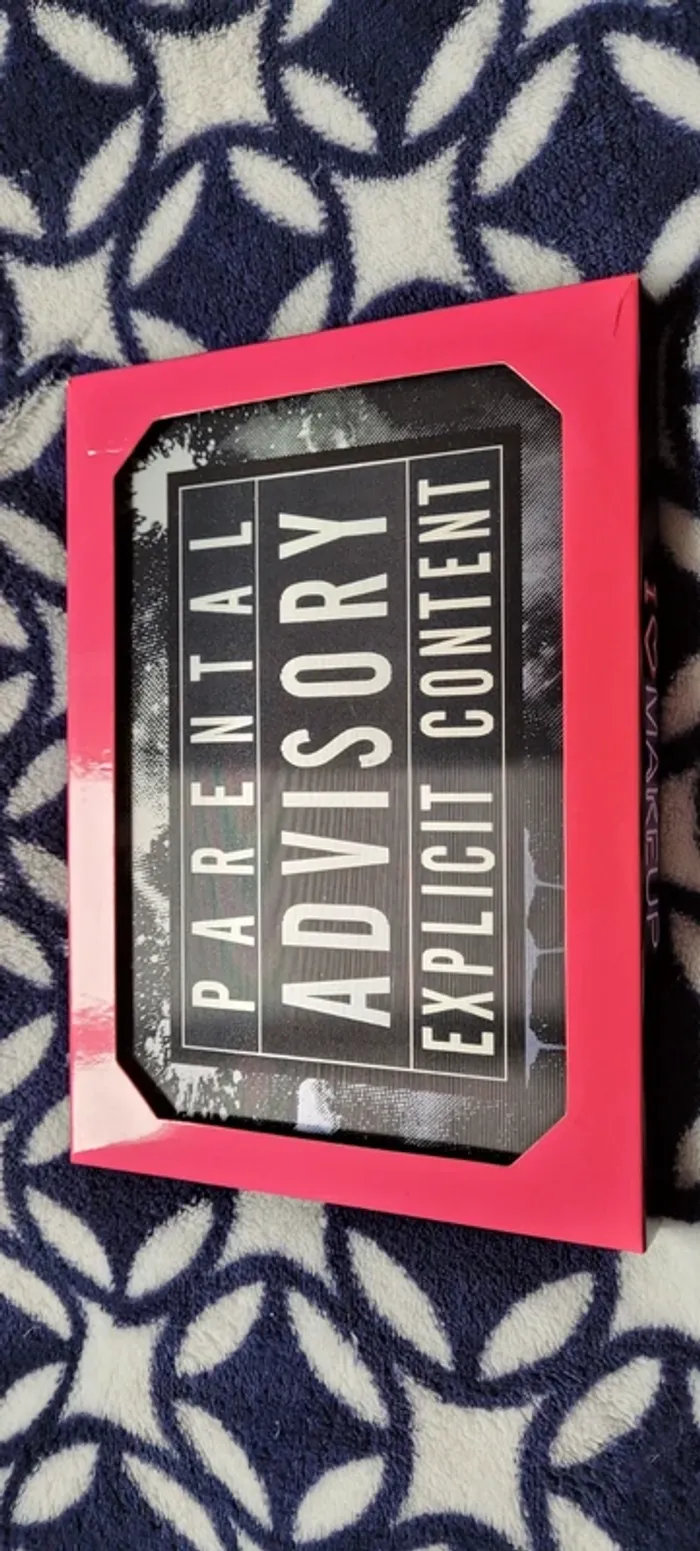 PARENTAL
ADVISORY
EXPLICIT CONTENT
I ♡ MAKEUP